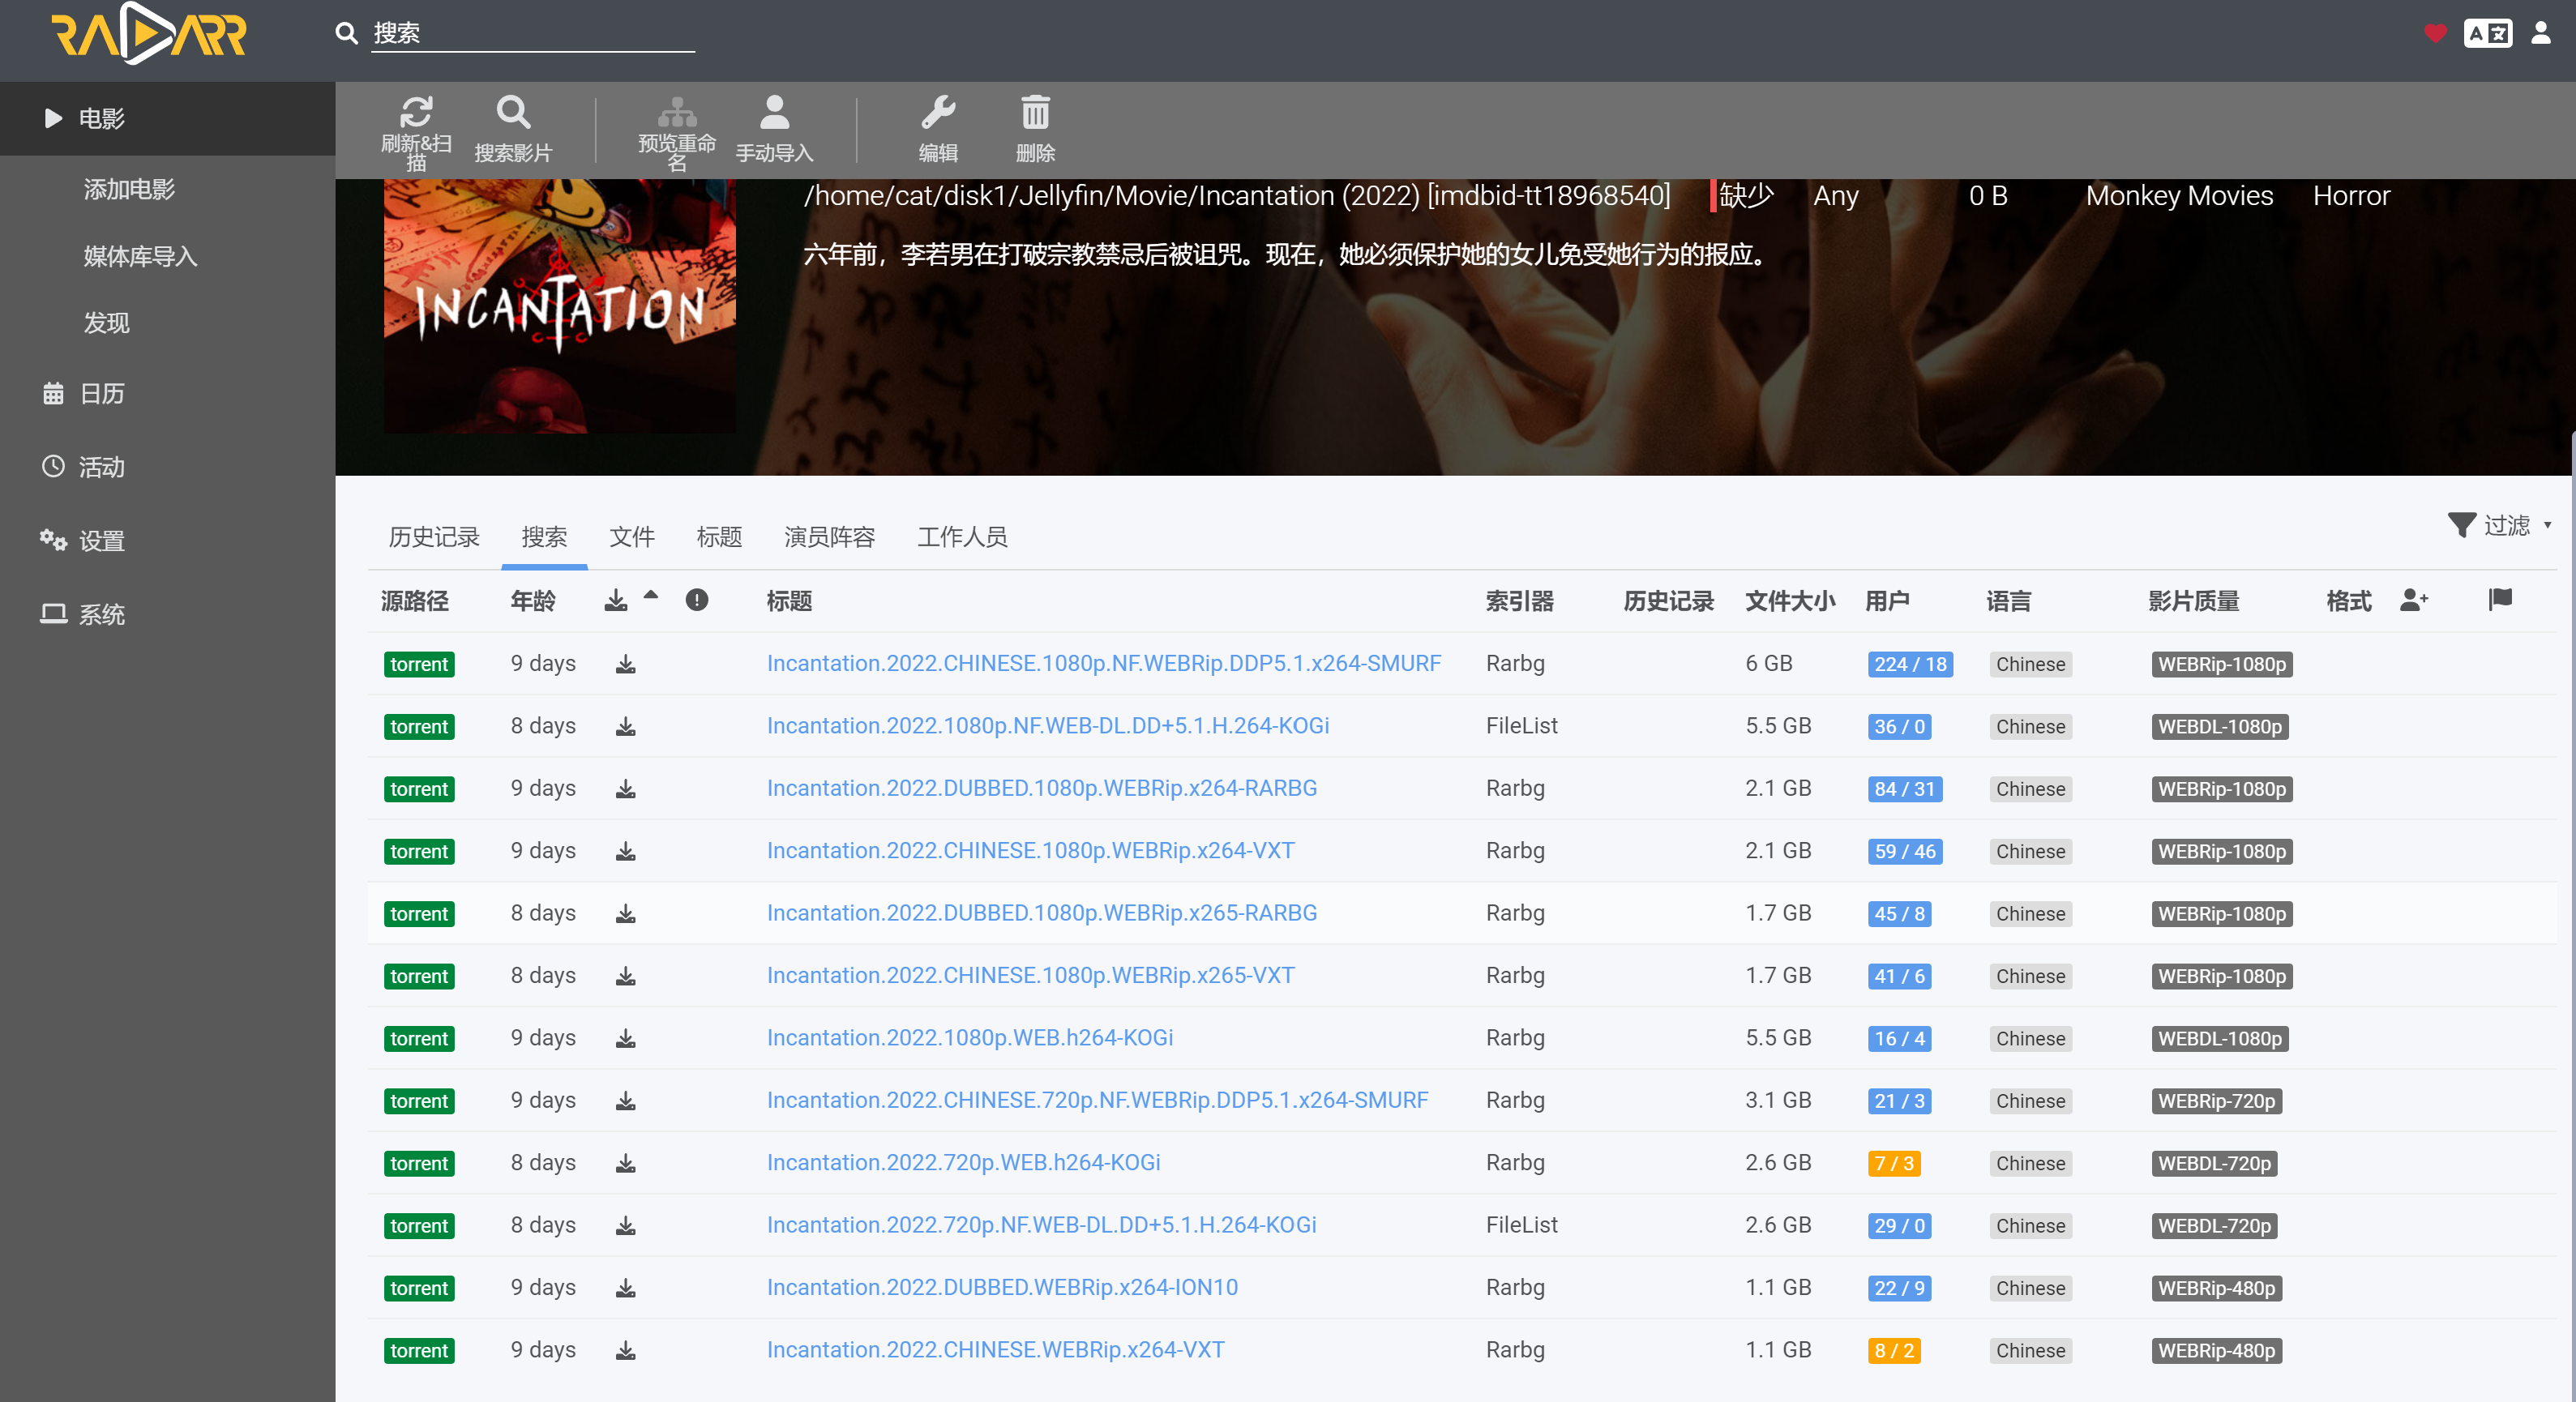 RADARR
搜索
电影
添加电影
媒体库导入
发现
日历
活动
设置
系统
刷新&扫
描
搜索影片
预览重命
名
手动导入
编辑
删除
INCANTATION
/home/cat/disk1/Jellyfin/Movie/Incantation (2022) [imdbid-tt18968540] 缺少 Any 0 B Monkey Movies Horror
六年前，李若男在打破宗教禁忌后被诅咒。现在，她必须保护她的女儿免受她行为的报应。
历史记录 搜索 文件 标题 演员阵容 工作人员 过滤
源路径 年龄 标题 索引器 历史记录 文件大小 用户 语言 影片质量 格式
torrent 9 days Incantation.2022.CHINESE.1080p.NF.WEBRip.DDP5.1.x264-SMURF Rarbg 6 GB 224 / 18 Chinese WEBRip-1080p
torrent 8 days Incantation.2022.1080p.NF.WEB-DL.DD+5.1.H.264-KOGi FileList 5.5 GB 36 / 0 Chinese WEBDL-1080p
torrent 9 days Incantation.2022.DUBBED.1080p.WEBRip.x264-RARBG Rarbg 2.1 GB 84 / 31 Chinese WEBRip-1080p
torrent 9 days Incantation.2022.CHINESE.1080p.WEBRip.x264-VXT Rarbg 2.1 GB 59 / 46 Chinese WEBRip-1080p
torrent 8 days Incantation.2022.DUBBED.1080p.WEBRip.x265-RARBG Rarbg 1.7 GB 45 / 8 Chinese WEBRip-1080p
torrent 8 days Incantation.2022.CHINESE.1080p.WEBRip.x265-VXT Rarbg 1.7 GB 41 / 6 Chinese WEBRip-1080p
torrent 9 days Incantation.2022.1080p.WEB.h264-KOGi Rarbg 5.5 GB 16 / 4 Chinese WEBDL-1080p
torrent 9 days Incantation.2022.CHINESE.720p.NF.WEBRip.DDP5.1.x264-SMURF Rarbg 3.1 GB 21 / 3 Chinese WEBRip-720p
torrent 8 days Incantation.2022.720p.WEB.h264-KOGi Rarbg 2.6 GB 7 / 3 Chinese WEBDL-720p
torrent 8 days Incantation.2022.720p.NF.WEB-DL.DD+5.1.H.264-KOGi FileList 2.6 GB 29 / 0 Chinese WEBDL-720p
torrent 9 days Incantation.2022.DUBBED.WEBRip.x264-ION10 Rarbg 1.1 GB 22 / 9 Chinese WEBRip-480p
torrent 9 days Incantation.2022.CHINESE.WEBRip.x264-VXT Rarbg 1.1 GB 8 / 2 Chinese WEBRip-480p